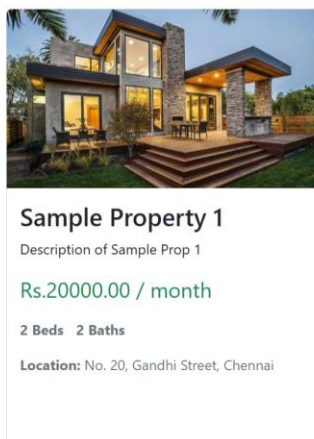 Sample Property 1
Description of Sample Prop 1
Rs.20000.00 / month
2 Beds 2 Baths
Location: No. 20, Gandhi Street, Chennai